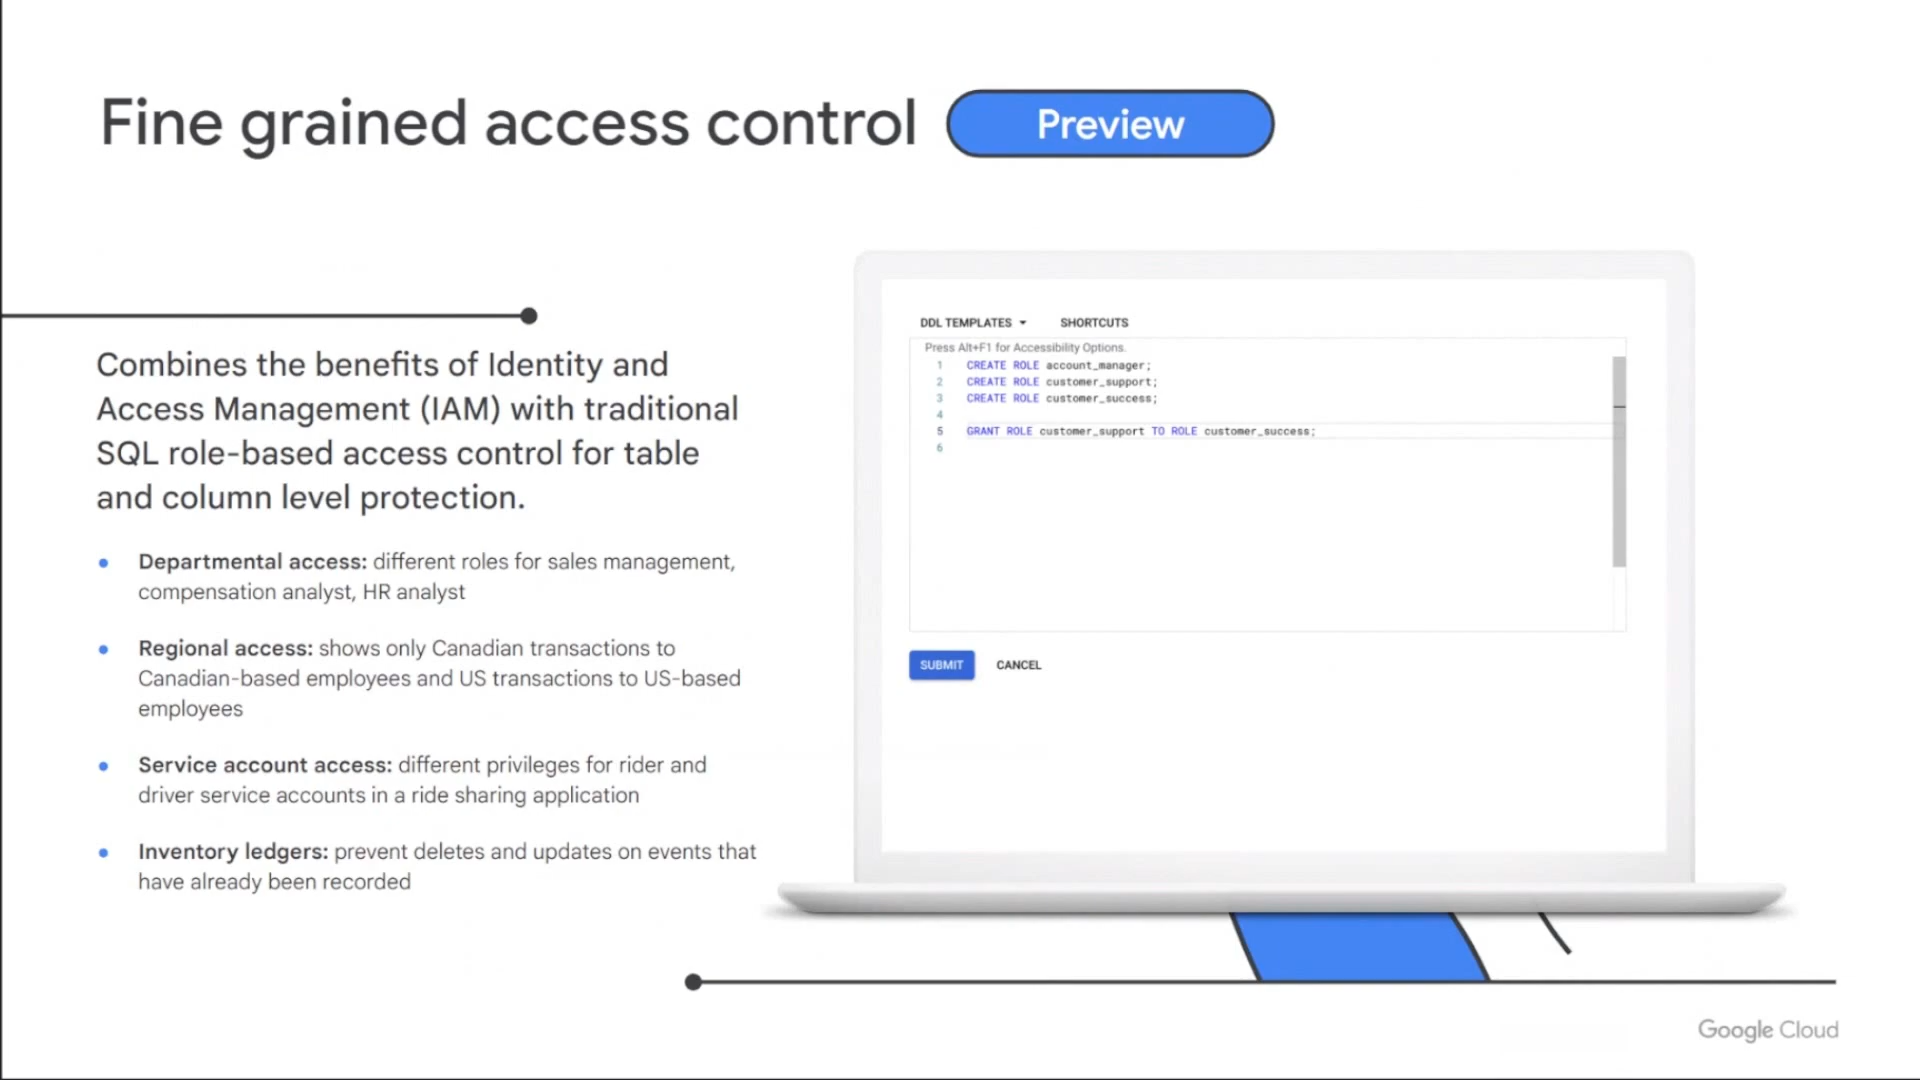 Fine grained access control
Preview
Combines the benefits of Identity and
Access Management (IAM) with traditional
SQL role-based access control for table
and column level protection.
Departmental access: different roles for sales management,
compensation analyst, HR analyst
Regional access: shows only Canadian transactions to
Canadian-based employees and US transactions to US-based
employees
Service account access: different privileges for rider and
driver service accounts in a ride sharing application
Inventory ledgers: prevent deletes and updates on events that
have already been recorded
DDL TEMPLATES SHORTCUTS
Press Alt+F1 for Accessibility Options.
1 CREATE ROLE account_manager;
2 CREATE ROLE customer_support;
3 CREATE ROLE customer_success;
4
5 GRANT ROLE customer_support TO ROLE customer_success;
6
SUBMIT CANCEL
Google Cloud